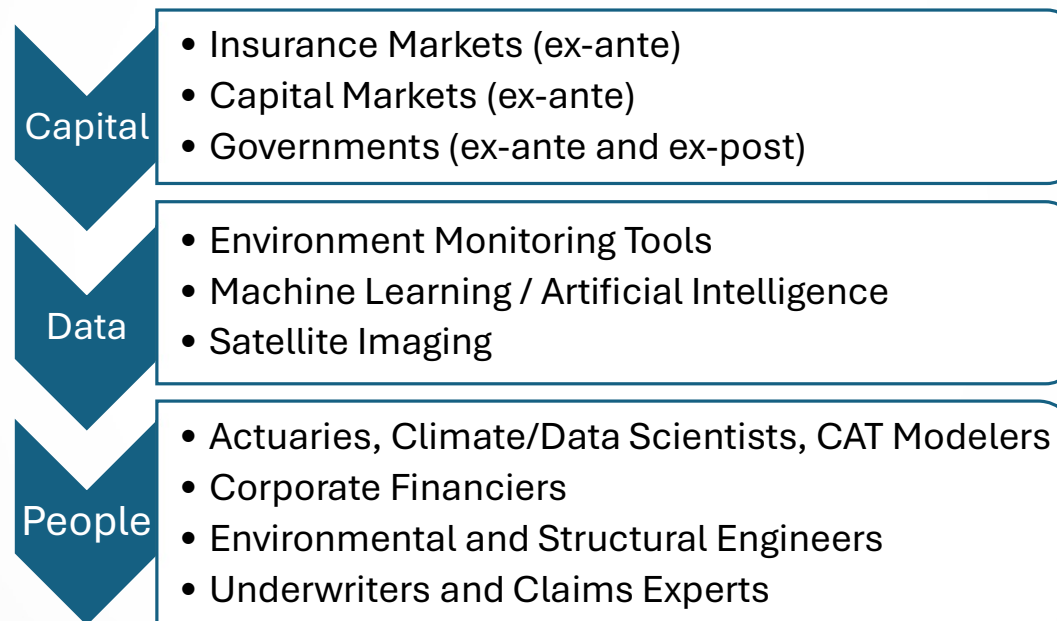 Capital
• Insurance Markets (ex-ante)
• Capital Markets (ex-ante)
• Governments (ex-ante and ex-post)
Data
• Environment Monitoring Tools
• Machine Learning / Artificial Intelligence
• Satellite Imaging
People
• Actuaries, Climate/Data Scientists, CAT Modelers
• Corporate Financiers
• Environmental and Structural Engineers
• Underwriters and Claims Experts